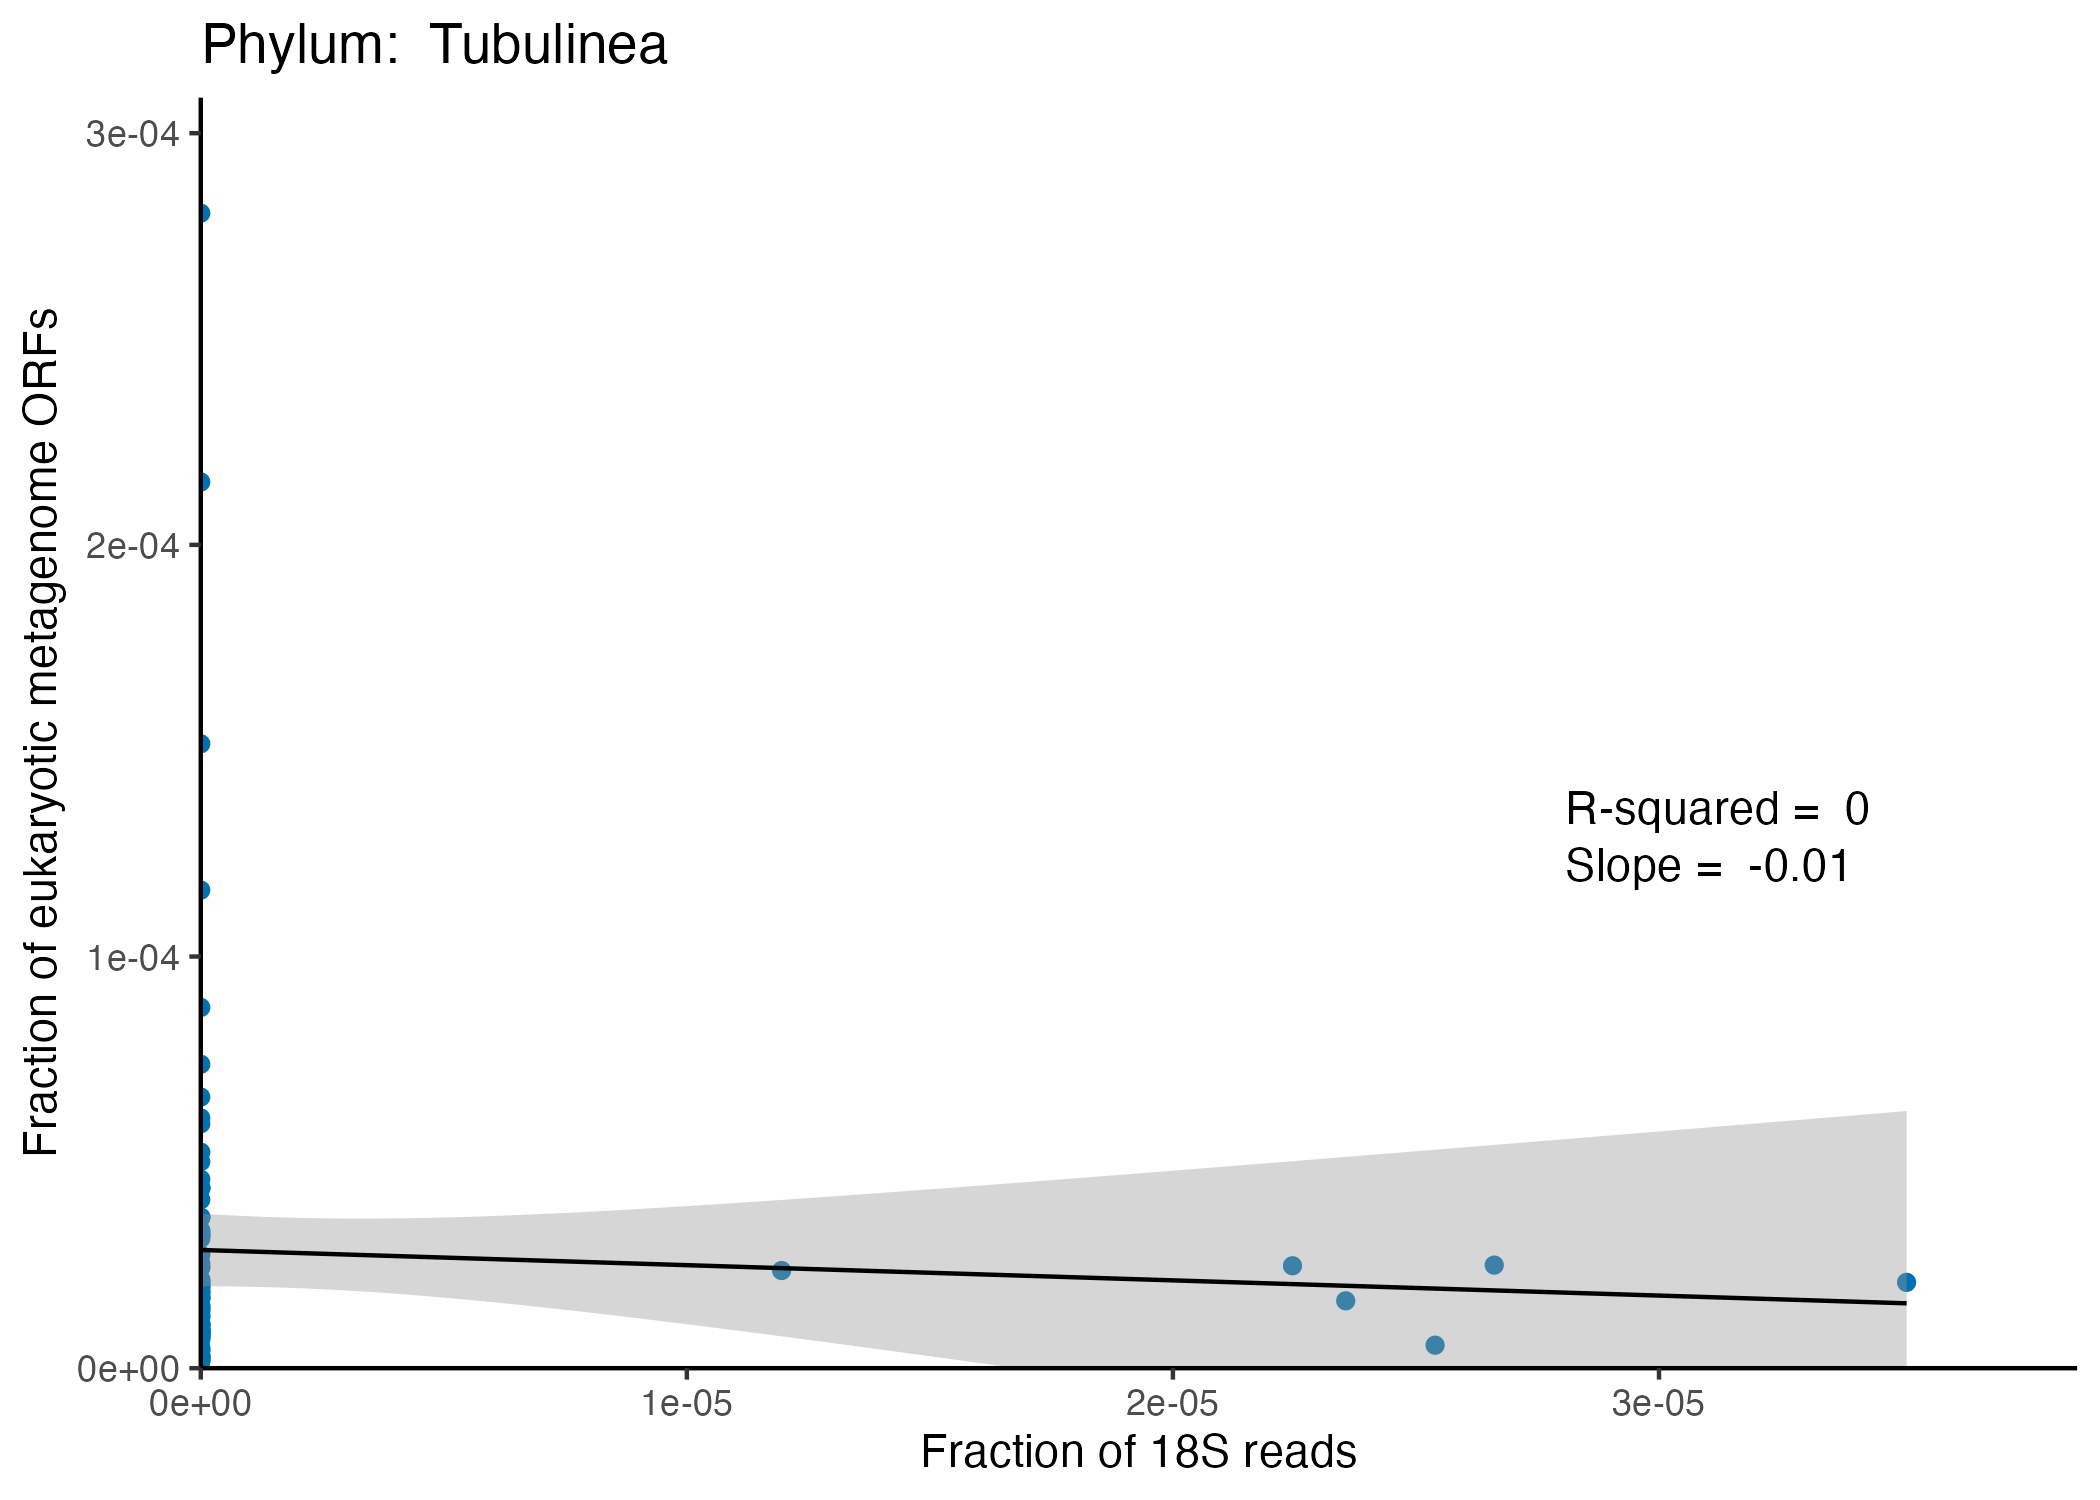 Phylum:  Tubulinea
Fraction of eukaryotic metagenome ORFs
3e-04
2e-04
1e-04
0e+00
R-squared =  0
Slope =  -0.01
0e+00
1e-05
2e-05
3e-05
Fraction of 18S reads